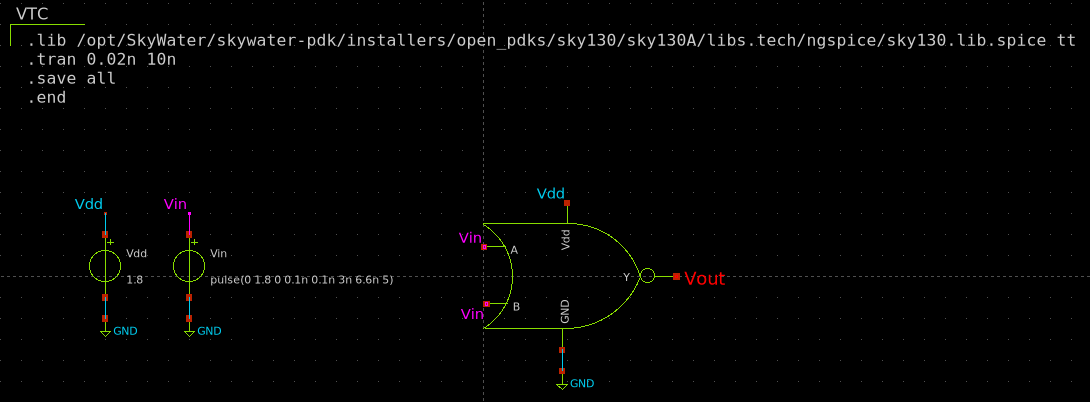 VTC
.lib /opt/SkyWater/skywater-pdk/installers/open_pdks/sky130/sky130A/libs.tech/ngspice/sky130.lib.spice tt
.tran 0.02n 10n
.save all
.end
Vdd
Vin
+
Vdd
1.8
GND
+
Vin
pulse(0 1.8 0 0.1n 0.1n 3n 6.6n 5)
GND
Vdd
Vdd
Vin
A
Y
Vout
Vin
B
GND
GND